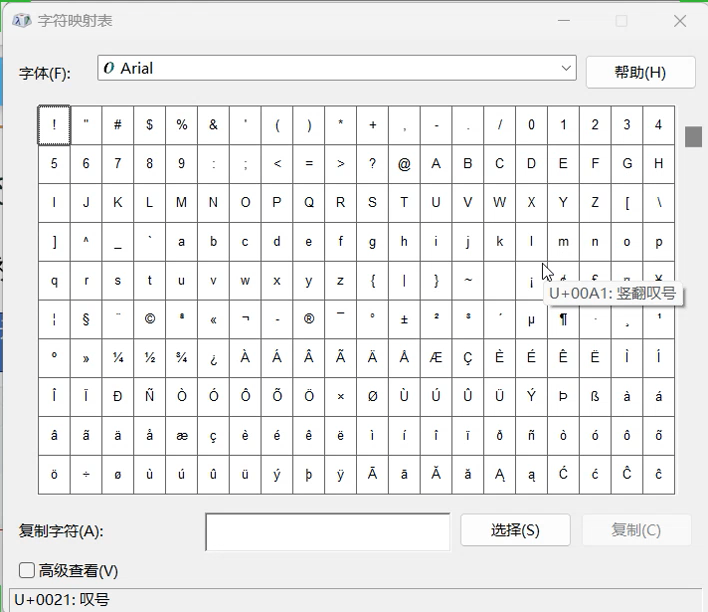 字符映射表
字体(F):
O Arial
帮助(H)
! " # $ % & ' ( ) * + , - . / 0 1 2 3 4
5 6 7 8 9 : ; < = > ? @ A B C D E F G H
I J K L M N O P Q R S T U V W X Y Z [ \
] ^ _ ` a b c d e f g h i j k l m n o p
q r s t u v w x y z { | } ~ ¡
U+00A1: 竖翻叹号
¦ § ¨ © ª « ¬ - ® ¯ ° ± ² ³ ´ µ ¶ · ¸ ¹
º » ¼ ½ ¾ ¿ À Á Â Ã Ä Å Æ Ç È É Ê Ë Ì Í
Î Ï Ð Ñ Ò Ó Ô Õ Ö × Ø Ù Ú Û Ü Ý Þ ß à á
â ã ä å æ ç è é ê ë ì í î ï ð ñ ò ó ô õ
ö ÷ ø ù ú û ü ý þ ÿ Ā ā Ă ă Ą ą Ć ć Ĉ ĉ
复制字符(A):
选择(S)
复制(C)
高级查看(V)
U+0021: 叹号